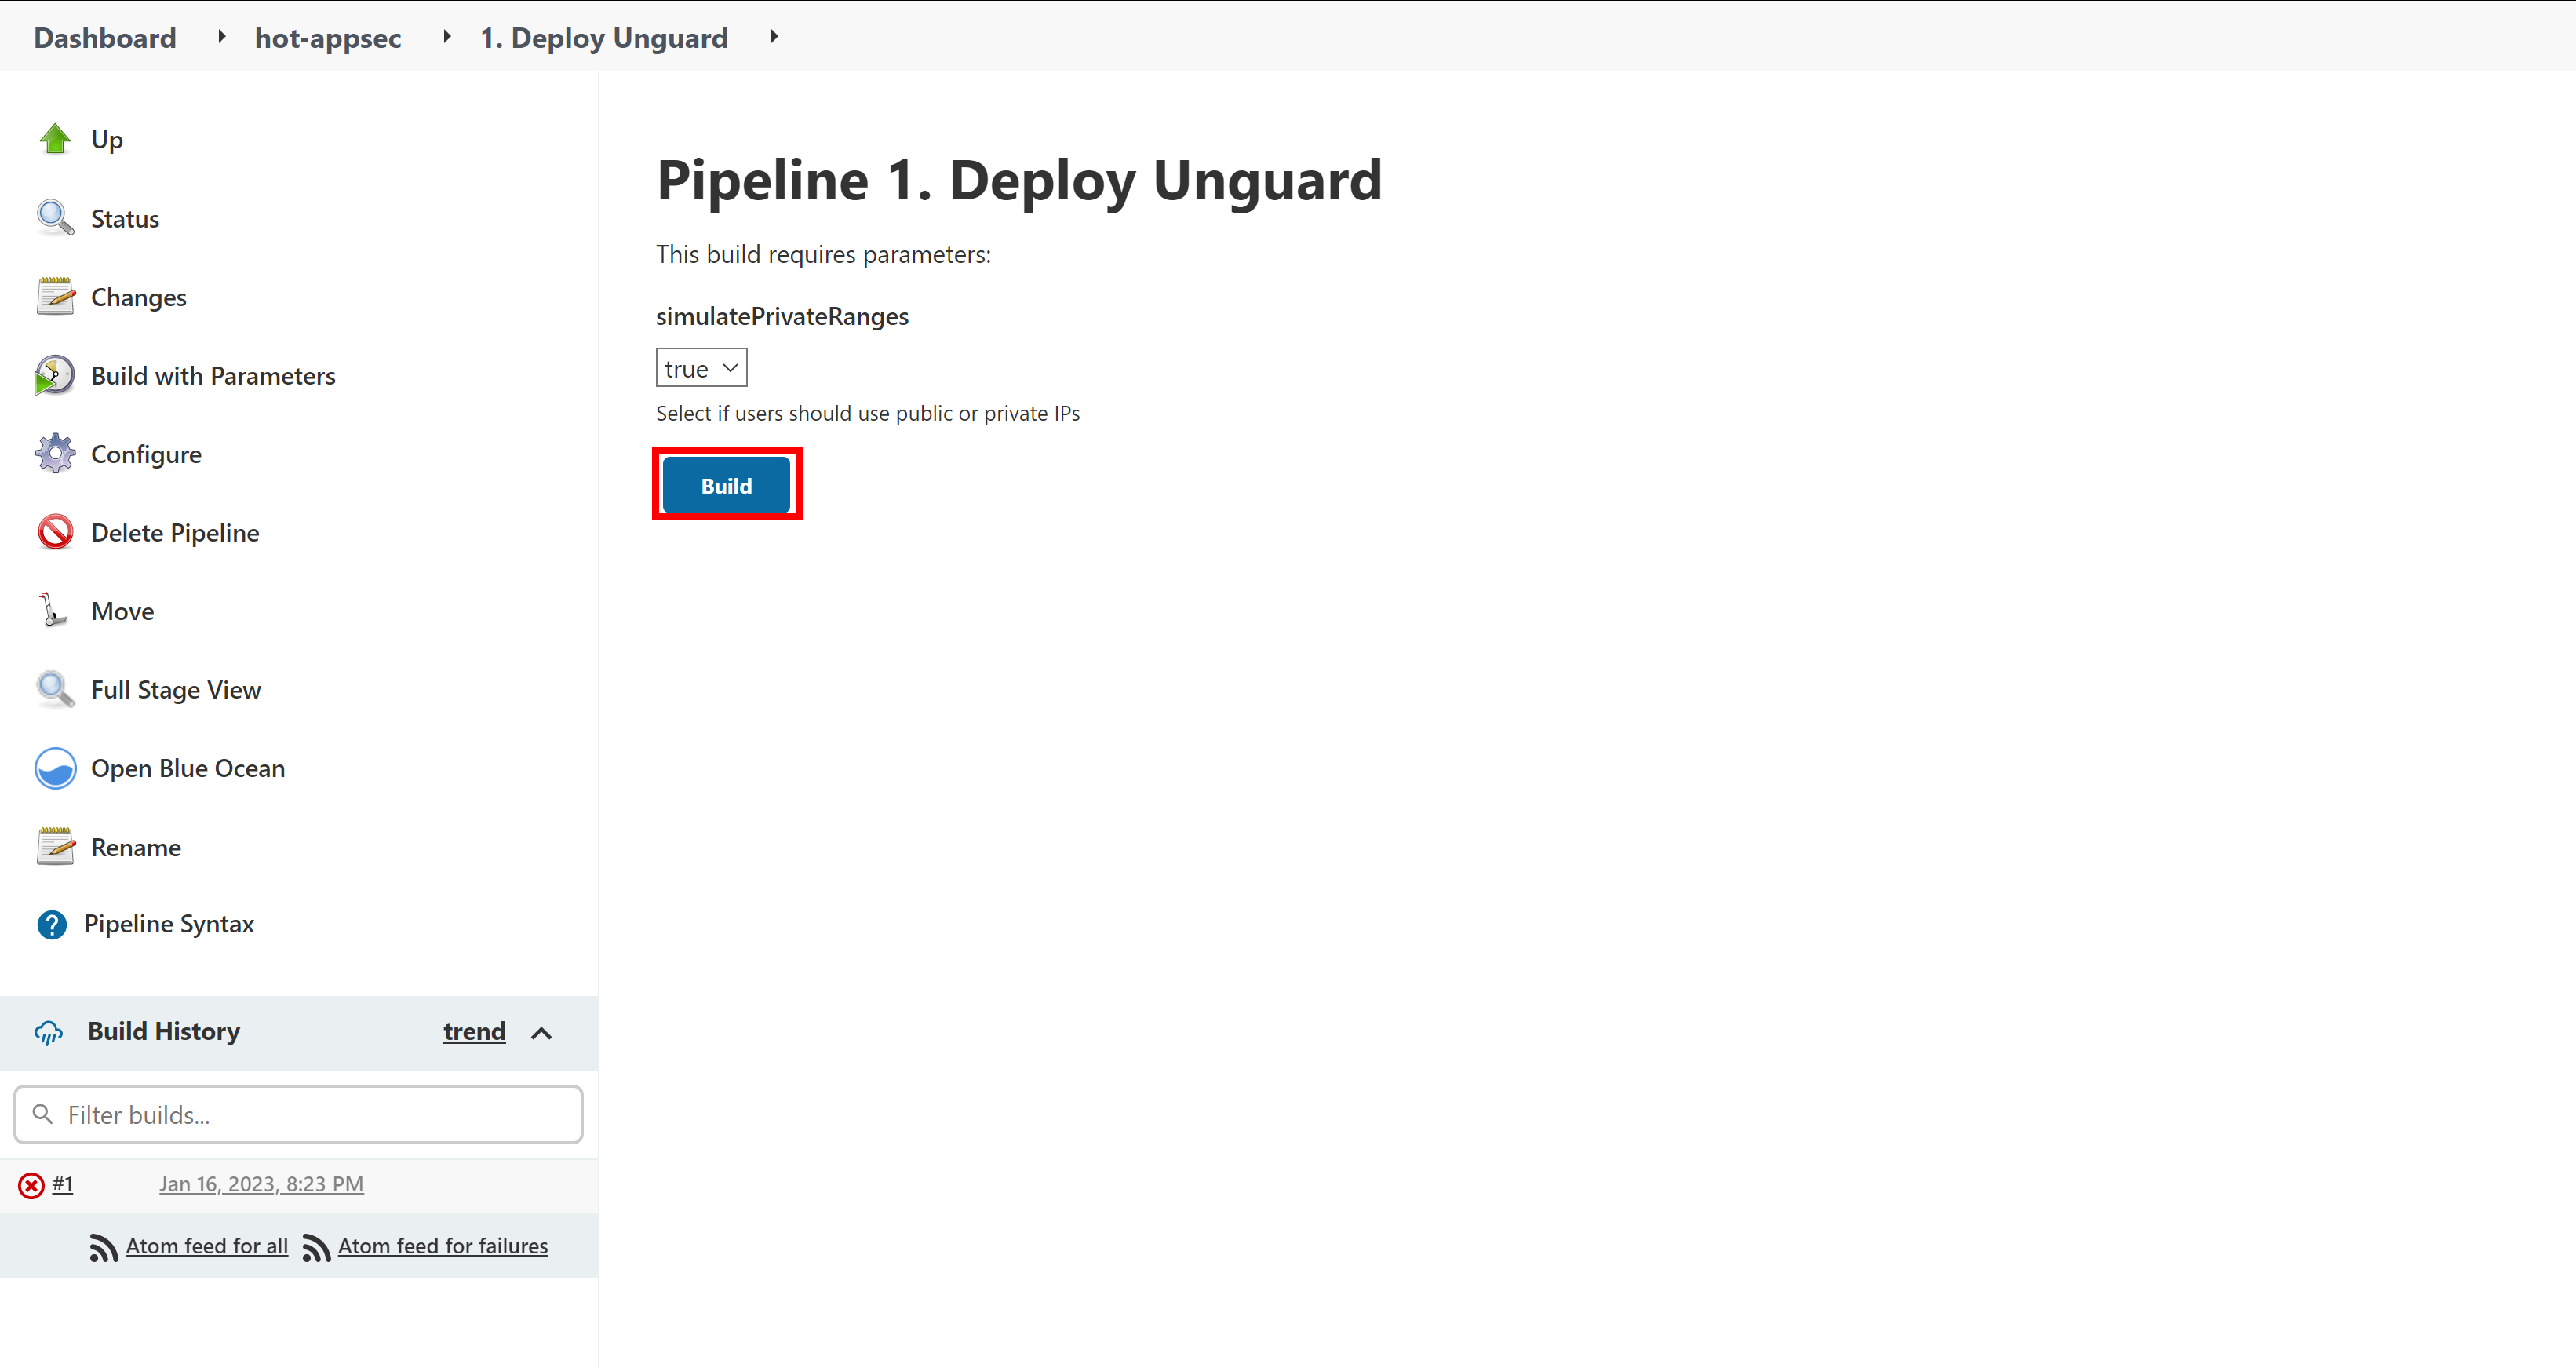 Dashboard hot-appsec 1. Deploy Unguard
Up
Status
Changes
Build with Parameters
Configure
Delete Pipeline
Move
Full Stage View
Open Blue Ocean
Rename
Pipeline Syntax
Build History trend
Filter builds...
#1 Jan 16, 2023, 8:23 PM
Atom feed for all Atom feed for failures
Pipeline 1. Deploy Unguard
This build requires parameters:
simulatePrivateRanges
true
Select if users should use public or private IPs
Build